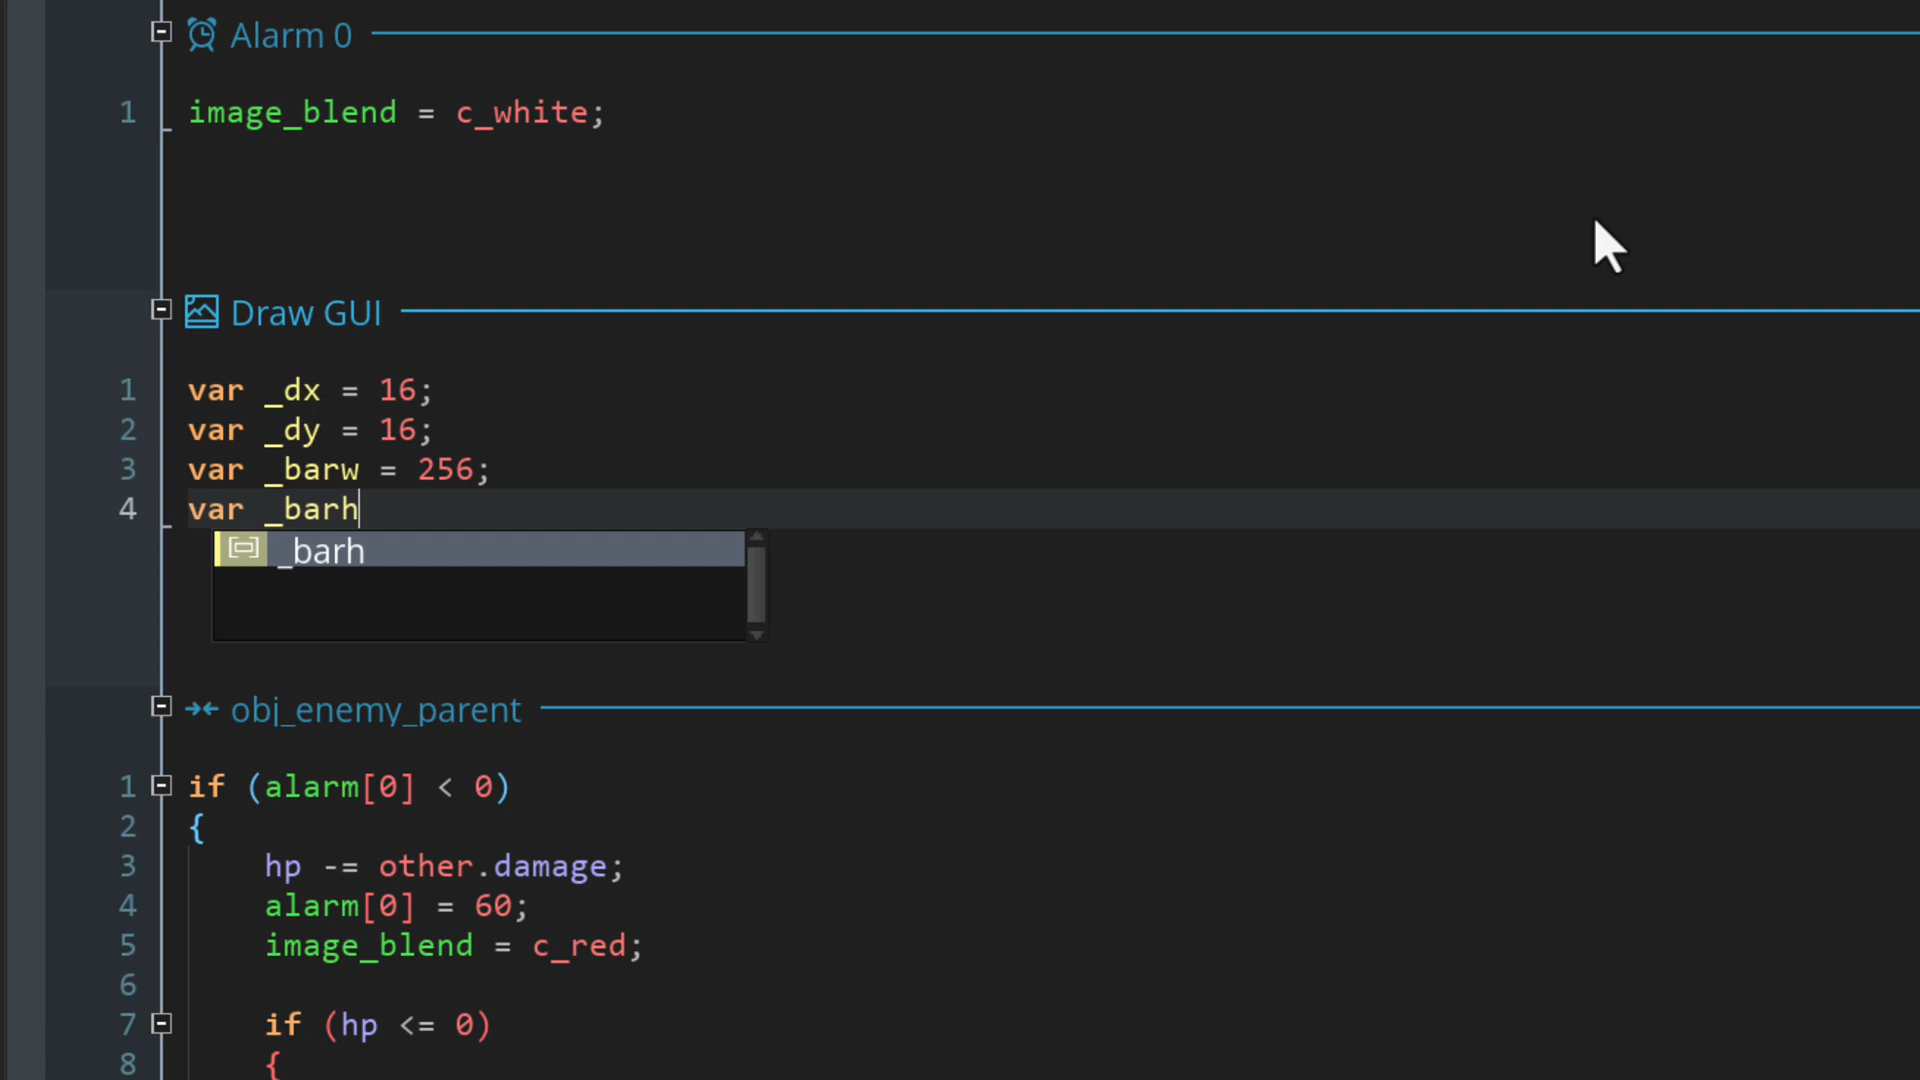 Alarm 0
1 image_blend = c_white;
Draw GUI
1 var _dx = 16;
2 var _dy = 16;
3 var _barw = 256;
4 var _barh
_barh
obj_enemy_parent
1 if (alarm[0] < 0)
2 {
3 hp -= other.damage;
4 alarm[0] = 60;
5 image_blend = c_red;
6
7 if (hp <= 0)
8 {